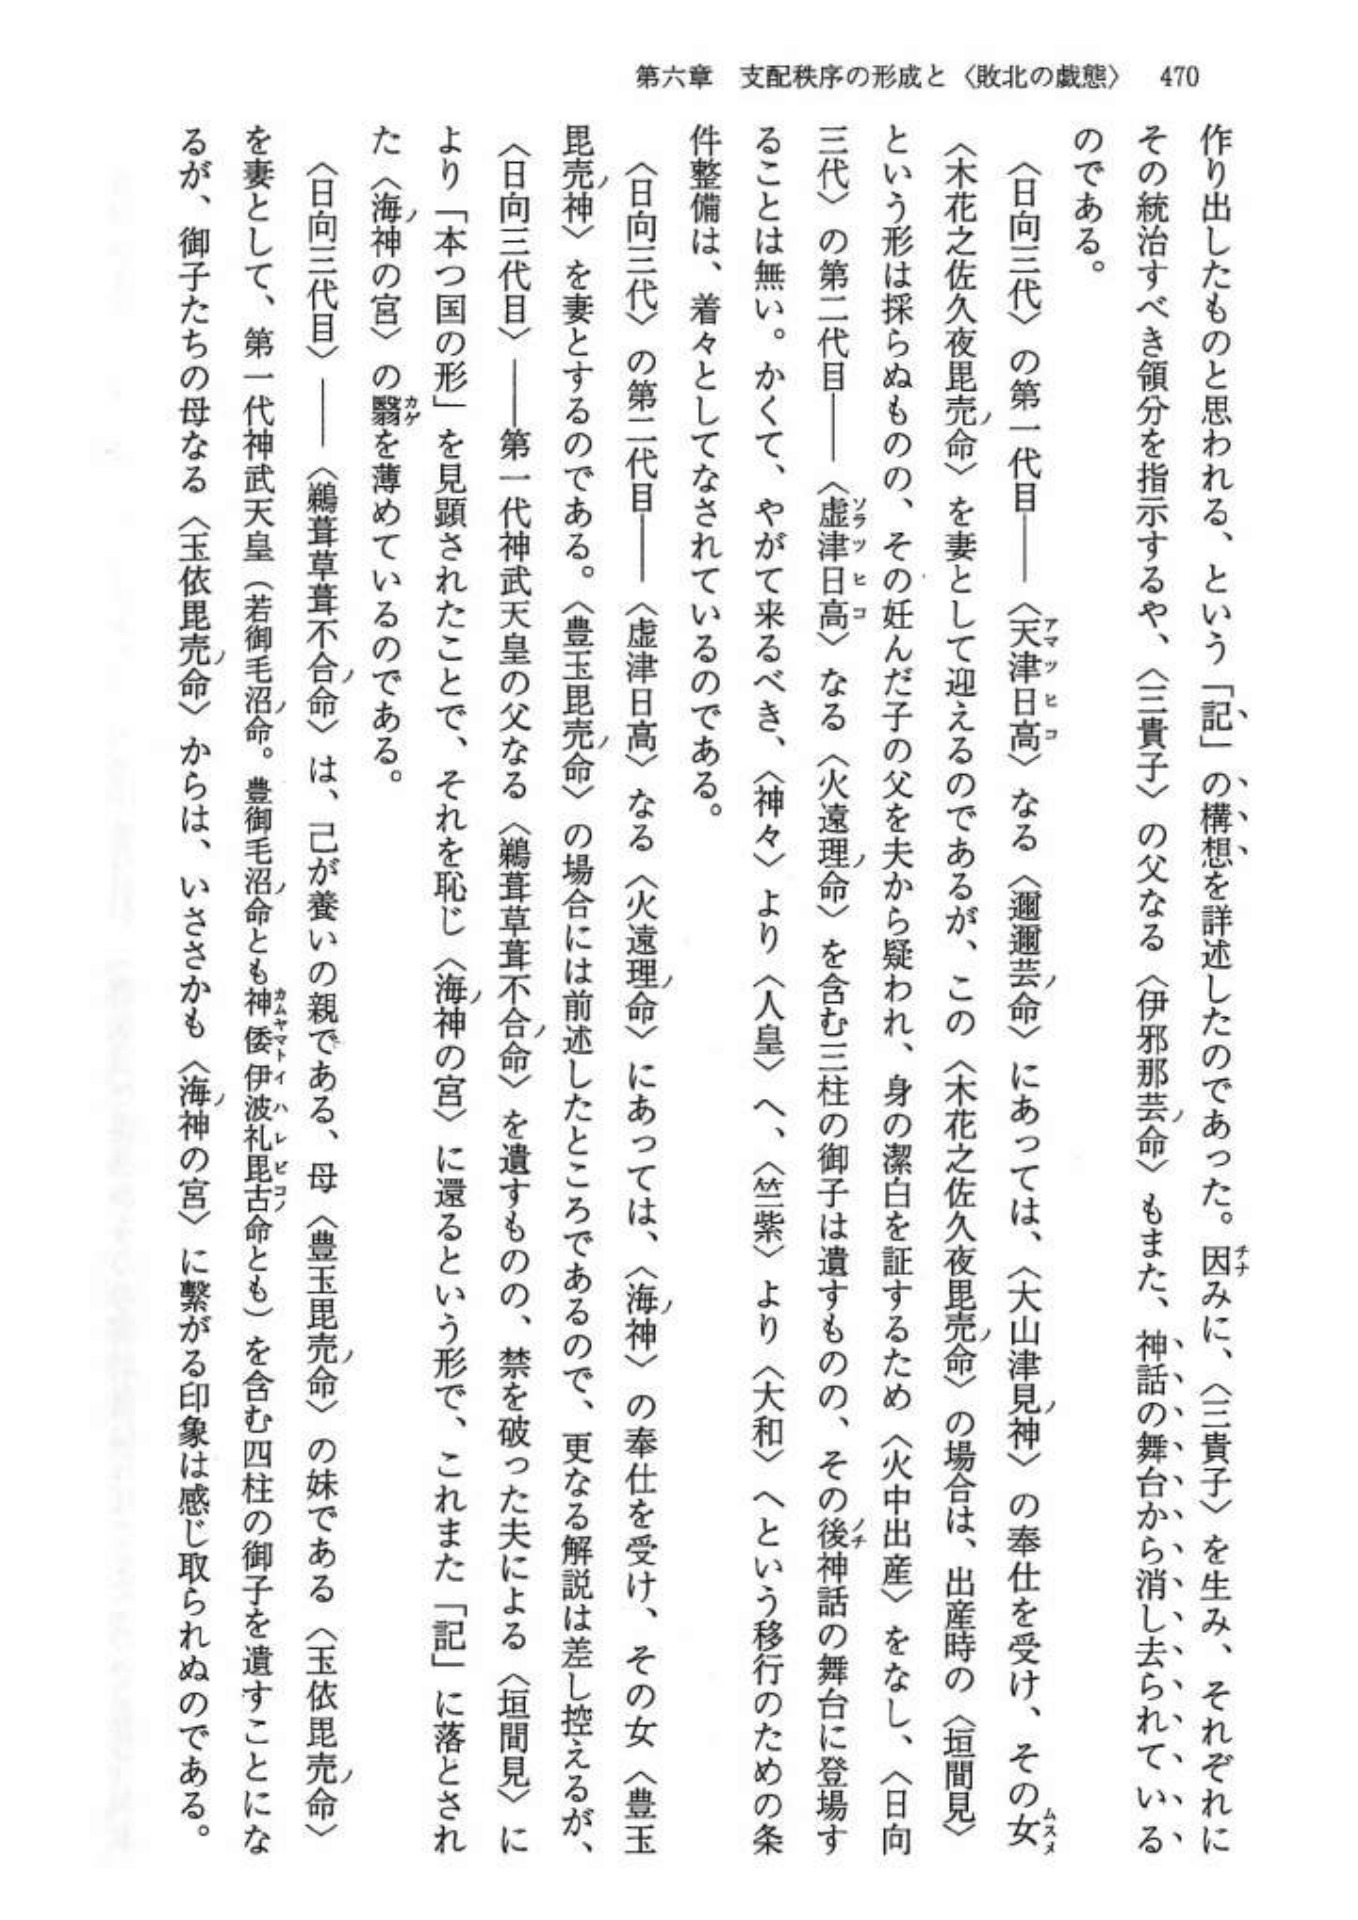 第六章　支配秩序の形成と〈敗北の戯態〉　470
作り出したものと思われる、という「記」の構想を詳述したのであった。因みに、〈三貴子〉を生み、それぞれに
その統治すべき領分を指示するや、〈三貴子〉の父なる〈伊邪那芸ノ命〉もまた、神話の舞台から消し去られている
のである。
〈日向三代〉の第一代目――〈天津日高〉なる〈邇邇芸ノ命〉にあっては、〈大山津見ノ神〉の奉仕を受け、その女
〈木花之佐久夜毘売ノ命〉を妻として迎えるのであるが、この〈木花之佐久夜毘売ノ命〉の場合は、出産時の〈垣間見〉
という形は採らぬものの、その妊んだ子の父を夫から疑われ、身の潔白を証するため〈火中出産〉をなし、〈日向
三代〉の第二代目――〈虚津日高〉なる〈火遠理ノ命〉を含む三柱の御子は遺すものの、その後神話の舞台に登場す
ることは無い。かくて、やがて来るべき、〈神々〉より〈人皇〉へ、〈竺紫〉より〈大和〉へという移行のための条
件整備は、着々としてなされているのである。
〈日向三代〉の第二代目――〈虚津日高〉なる〈火遠理ノ命〉にあっては、〈海ノ神〉の奉仕を受け、その女〈豊玉
毘売ノ神〉を妻とするのである。〈豊玉毘売ノ命〉の場合には前述したところであるので、更なる解説は差し控えるが、
〈日向三代目〉――第一代神武天皇の父なる〈鵜葺草葺不合ノ命〉を遺すものの、禁を破った夫による〈垣間見〉に
より「本つ国の形」を見顕されたことで、それを恥じ〈海ノ神の宮〉に還るという形で、これまた「記」に落とされ
た〈海ノ神の宮〉の翳を薄めているのである。
〈日向三代目〉――〈鵜葺草葺不合ノ命〉は、己が養いの親である、母〈豊玉毘売ノ命〉の妹である〈玉依毘売ノ命〉
を妻として、第一代神武天皇（若御毛沼ノ命。豊御毛沼ノ命とも神倭伊波礼毘古命とも）を含む四柱の御子を遺すことにな
るが、御子たちの母なる〈玉依毘売ノ命〉からは、いささかも〈海ノ神の宮〉に繫がる印象は感じ取られぬのである。